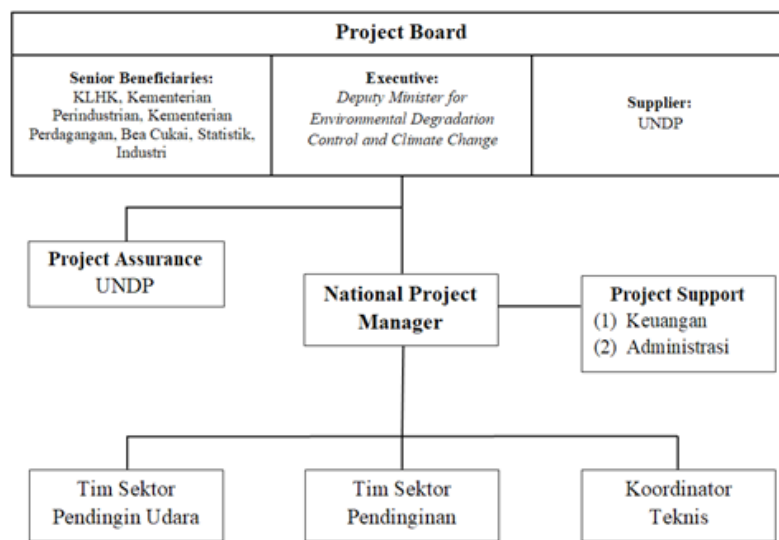 Project Board
Senior Beneficiaries:
KLHK, Kementerian
Perindustrian, Kementerian
Perdagangan, Bea Cukai, Statistik,
Industri
Executive:
Deputy Minister for
Environmental Degradation
Control and Climate Change
Supplier:
UNDP
Project Assurance
UNDP
National Project
Manager
Project Support
(1) Keuangan
(2) Administrasi
Tim Sektor
Pendingin Udara
Tim Sektor
Pendinginan
Koordinator
Teknis